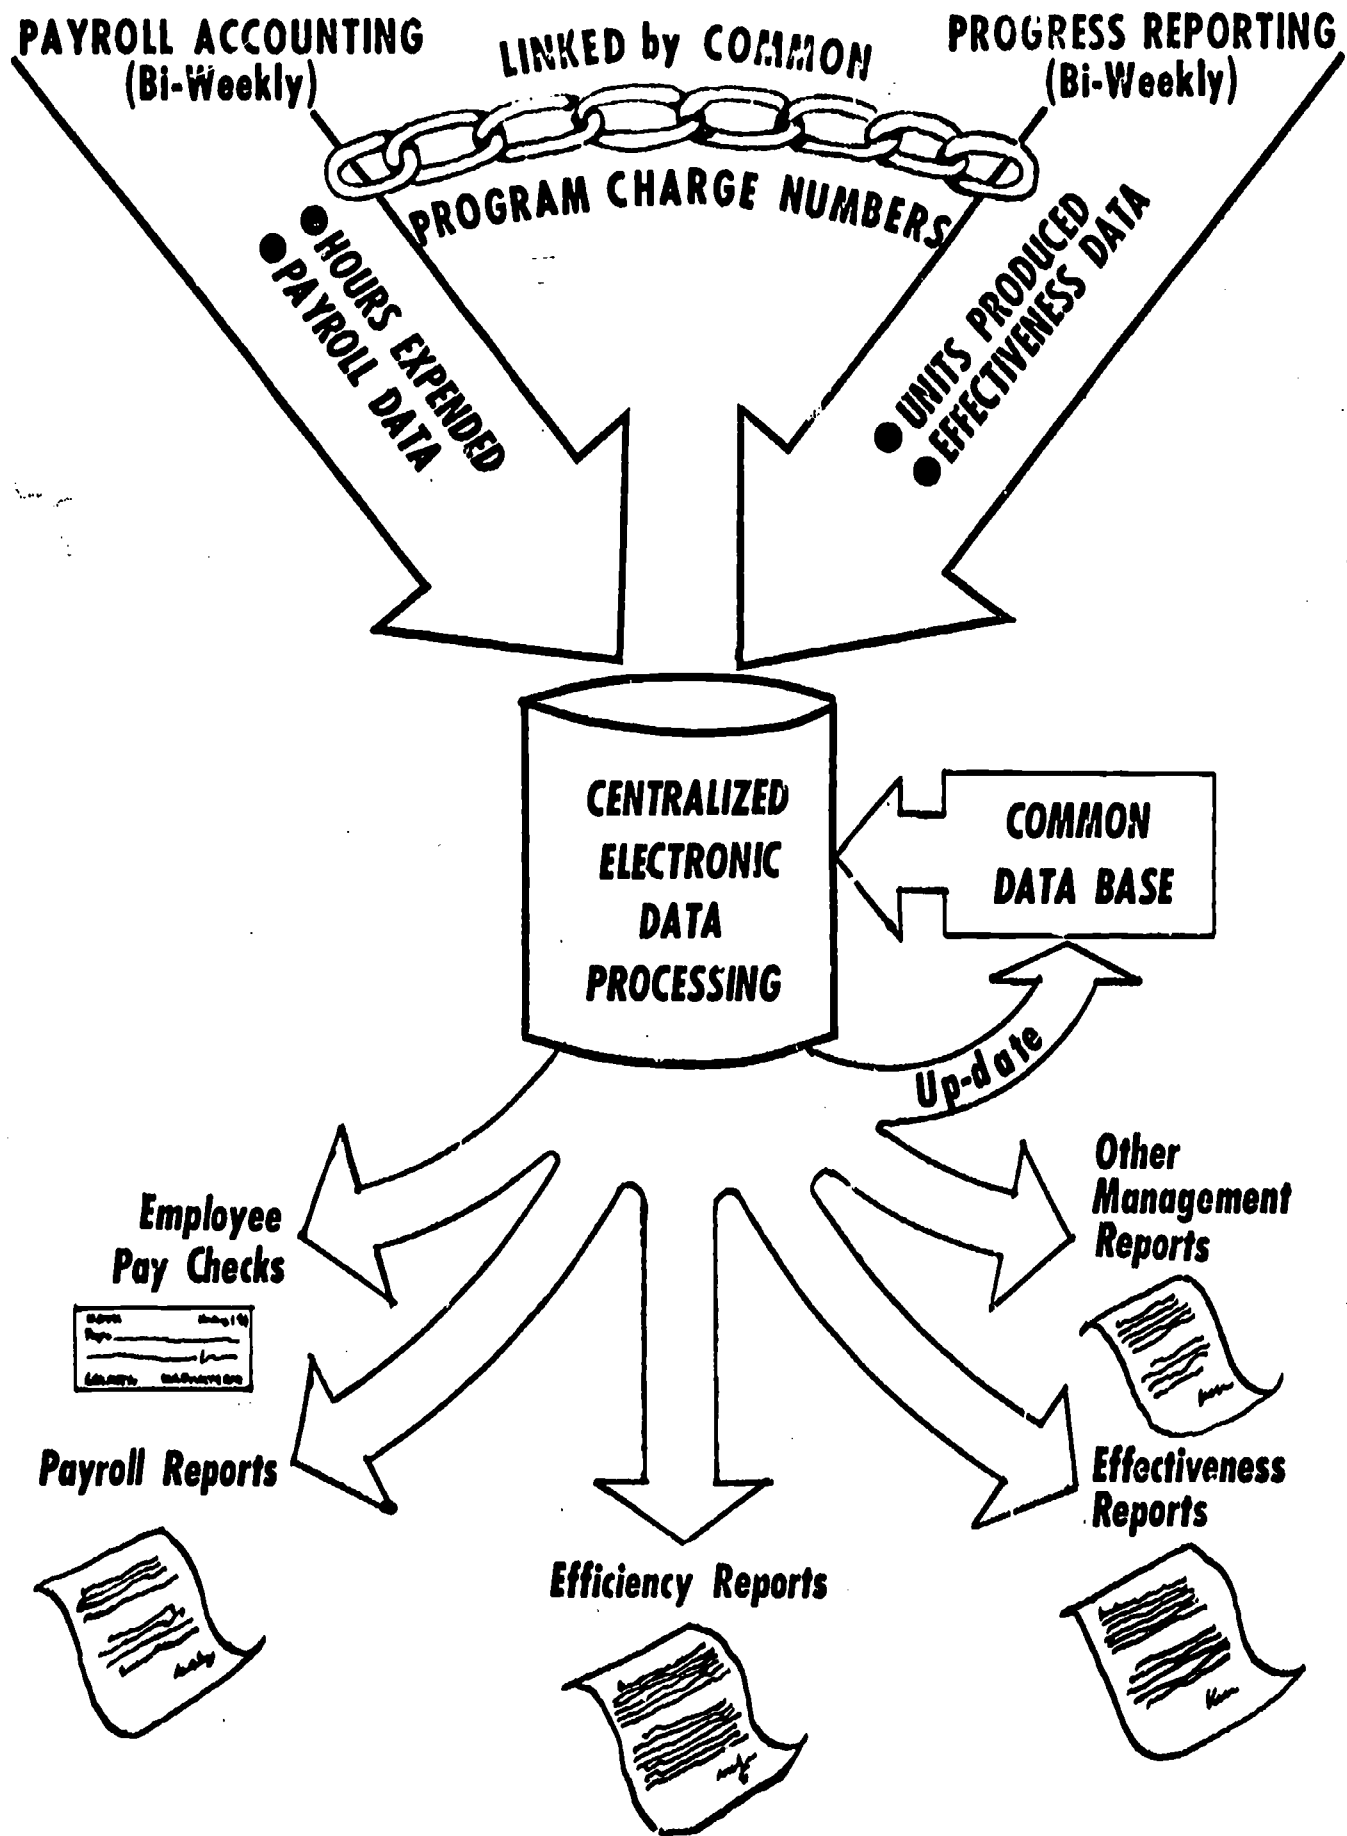 PAYROLL ACCOUNTING
(Bi-Weekly)
LINKED by COMMON
PROGRESS REPORTING
(Bi-Weekly)
PROGRAM CHARGE NUMBERS
● HOURS EXPENDED
● PAYROLL DATA
● UNITS PRODUCED
● EFFECTIVENESS DATA
CENTRALIZED
ELECTRONIC
DATA
PROCESSING
COMMON
DATA BASE
Up-date
Employee
Pay Checks
Other
Management
Reports
Payroll Reports
Effectiveness
Reports
Efficiency Reports